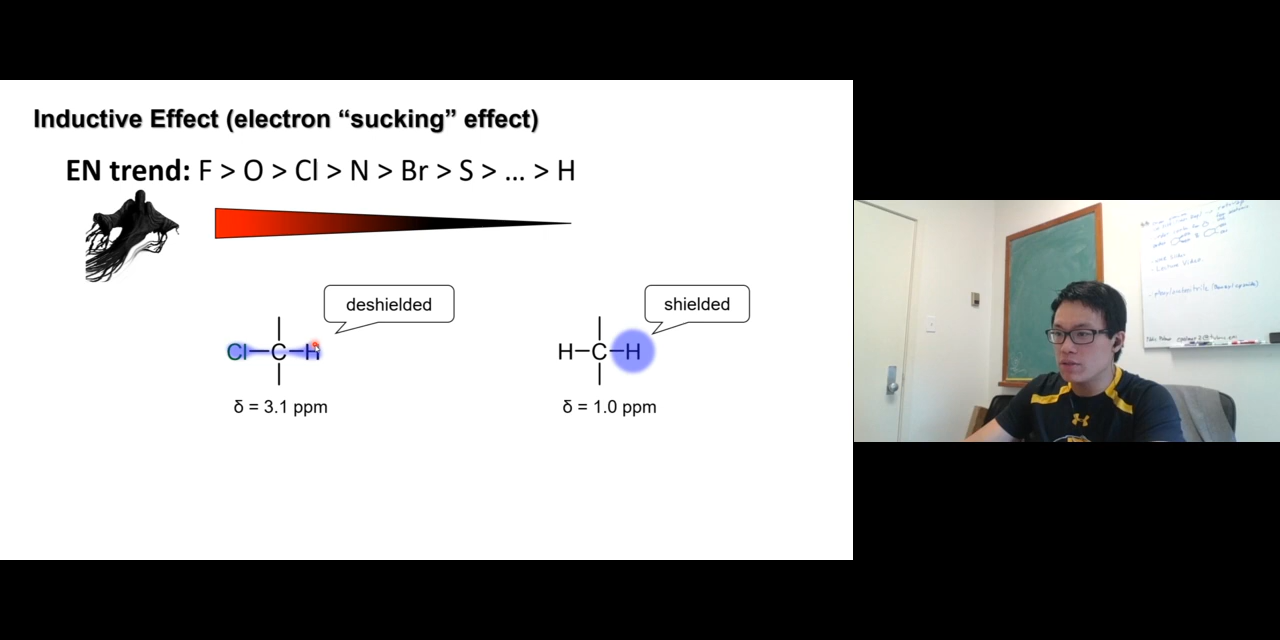 Inductive Effect (electron “sucking” effect)
EN trend: F > O > Cl > N > Br > S > ... > H
deshielded
shielded
Cl–C–H
H–C–H
δ = 3.1 ppm
δ = 1.0 ppm